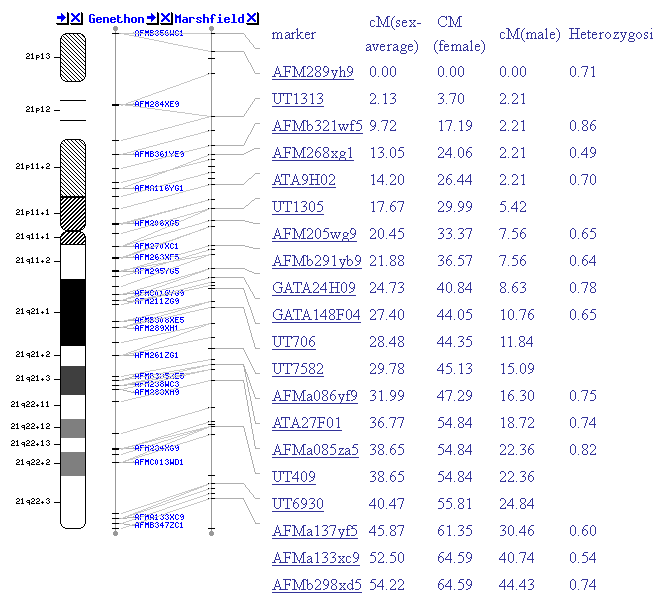 Genethon Marshfield
21p13
21p12
21p11.2
21p11.1
21q11.1
21q11.2
21q21.1
21q21.2
21q21.3
21q22.11
21q22.12
21q22.13
21q22.2
21q22.3
AFMB356WC1
AFM284XE9
AFMB361YE9
AFMA116YG1
AFM298XG5
AFM270XC1
AFM263XF5
AFM295YG5
AFM211ZG9
AFMB308XE5
AFM289XH1
AFM261ZG1
AFM238WC3
AFM283XH9
AFM234XG9
AFMC013WD1
AFMA133XC9
AFMB347ZC1
marker cM(sex-average) CM (female) cM(male) Heterozygosi
AFM289yh9 0.00 0.00 0.00 0.71
UT1313 2.13 3.70 2.21
AFMb321wf5 9.72 17.19 2.21 0.86
AFM268xg1 13.05 24.06 2.21 0.49
ATA9H02 14.20 26.44 2.21 0.70
UT1305 17.67 29.99 5.42
AFM205wg9 20.45 33.37 7.56 0.65
AFMb291yb9 21.88 36.57 7.56 0.64
GATA24H09 24.73 40.84 8.63 0.78
GATA148F04 27.40 44.05 10.76 0.65
UT706 28.48 44.35 11.84
UT7582 29.78 45.13 15.09
AFMa086yf9 31.99 47.29 16.30 0.75
ATA27F01 36.77 54.84 18.72 0.74
AFMa085za5 38.65 54.84 22.36 0.82
UT409 38.65 54.84 22.36
UT6930 40.47 55.81 24.84
AFMa137yf5 45.87 61.35 30.46 0.60
AFMa133xc9 52.50 64.59 40.74 0.54
AFMb298xd5 54.22 64.59 44.43 0.74